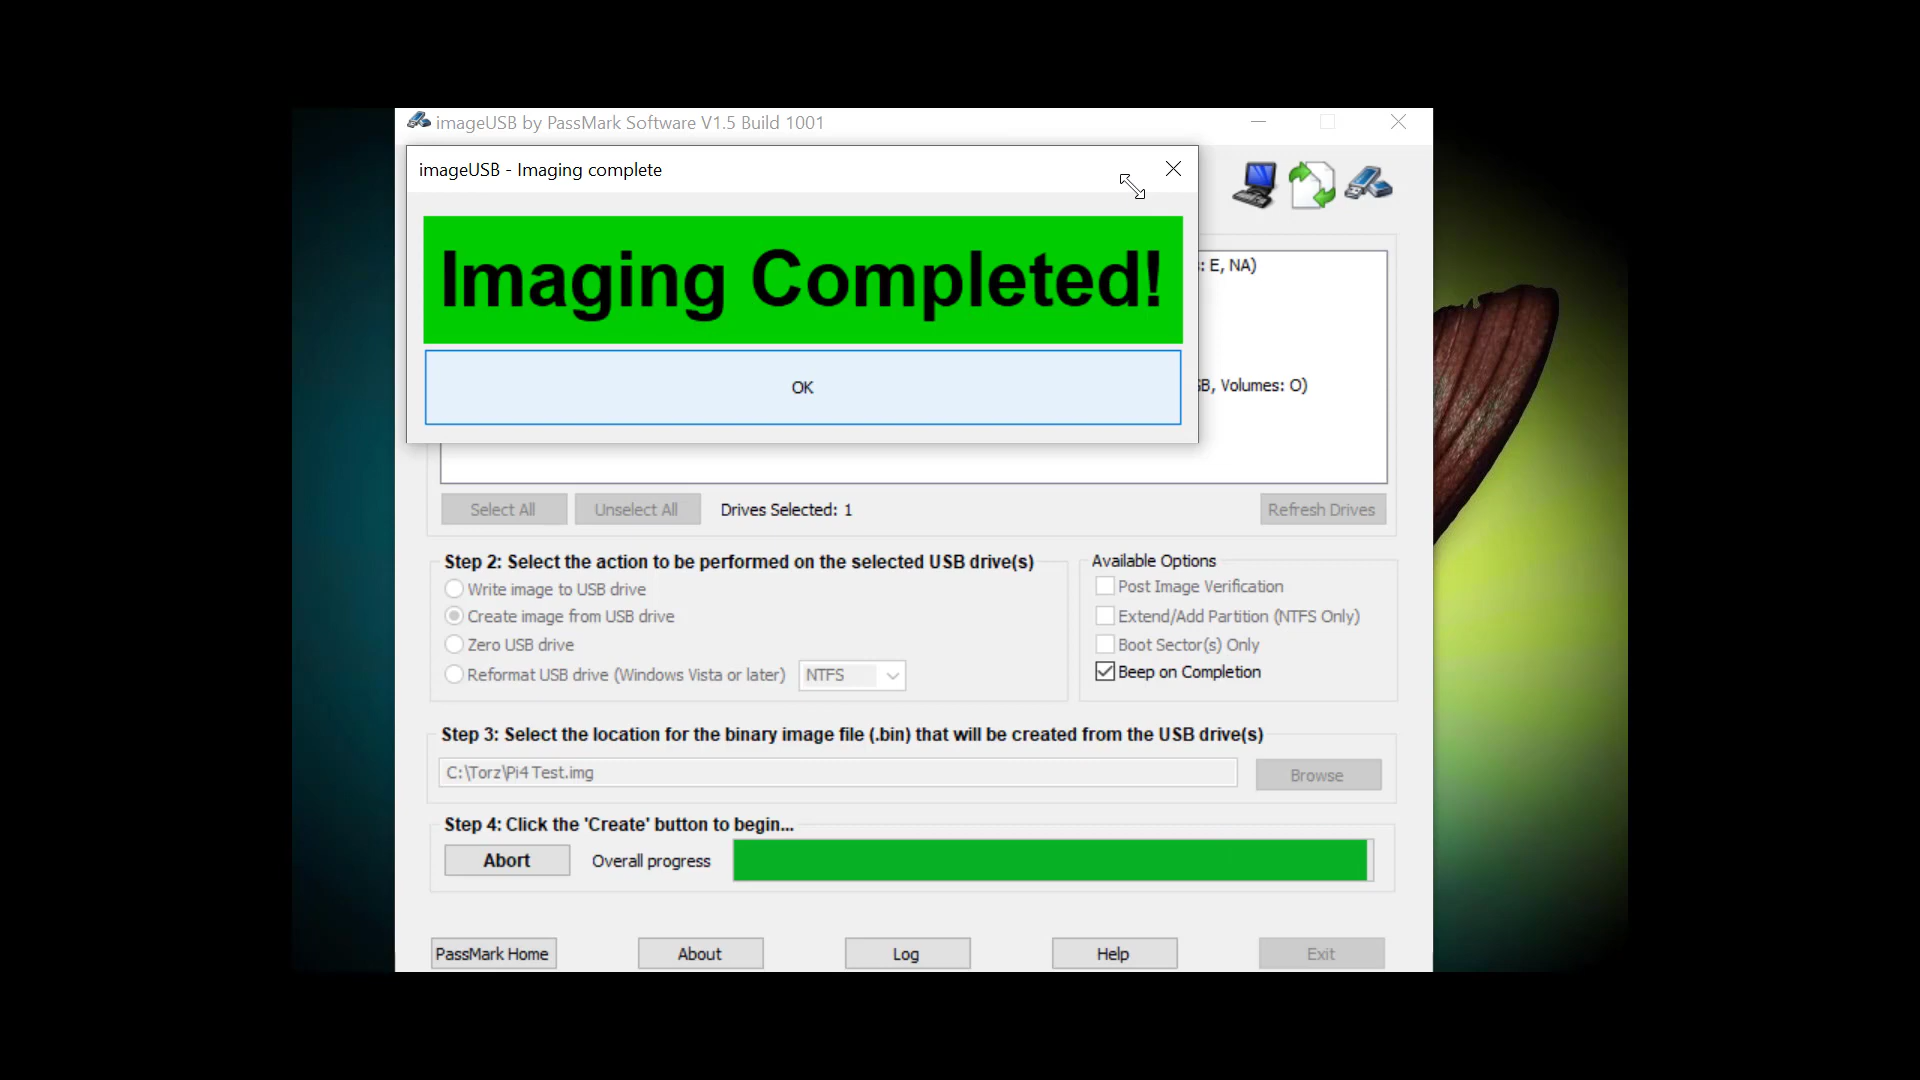 imageUSB by PassMark Software V1.5 Build 1001
imageUSB - Imaging complete
Imaging Completed!
OK
: E, NA)
B, Volumes: O)
Select All
Unselect All
Drives Selected: 1
Refresh Drives
Step 2: Select the action to be performed on the selected USB drive(s)
Write image to USB drive
Create image from USB drive
Zero USB drive
Reformat USB drive (Windows Vista or later)
NTFS
Available Options
Post Image Verification
Extend/Add Partition (NTFS Only)
Boot Sector(s) Only
Beep on Completion
Step 3: Select the location for the binary image file (.bin) that will be created from the USB drive(s)
C:\Torz\Pi4 Test.img
Browse
Step 4: Click the 'Create' button to begin...
Abort
Overall progress
PassMark Home
About
Log
Help
Exit